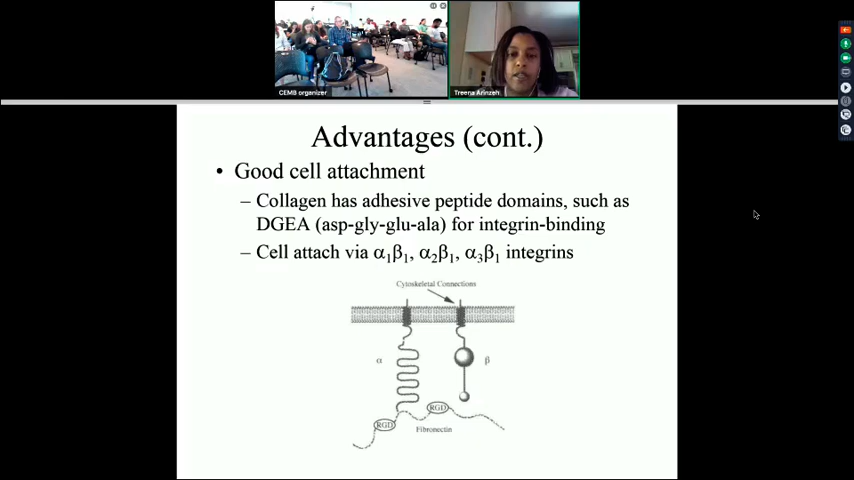 CEMB organizer
Treena Arinzeh
Advantages (cont.)
• Good cell attachment
– Collagen has adhesive peptide domains, such as
DGEA (asp-gly-glu-ala) for integrin-binding
– Cell attach via α₁β₁, α₂β₁, α₃β₁ integrins
Cytoskeletal Connections
α
β
RGD
RGD
Fibronectin